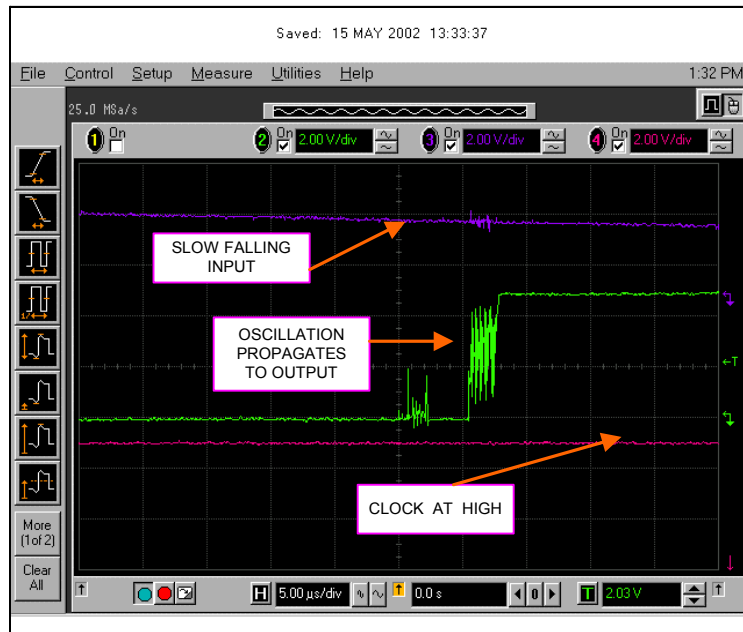 Saved: 15 MAY 2002 13:33:37
File Control Setup Measure Utilities Help 1:32 PM
25.0 MSa/s
1 On 2 On 2.00 V/div 3 On 2.00 V/div 4 On 2.00 V/div
SLOW FALLING
INPUT
OSCILLATION
PROPAGATES
TO OUTPUT
T
CLOCK AT HIGH
More
(1of 2)
Clear
All
H 5.00 µs/div 0.0 s 0 T 2.03 V